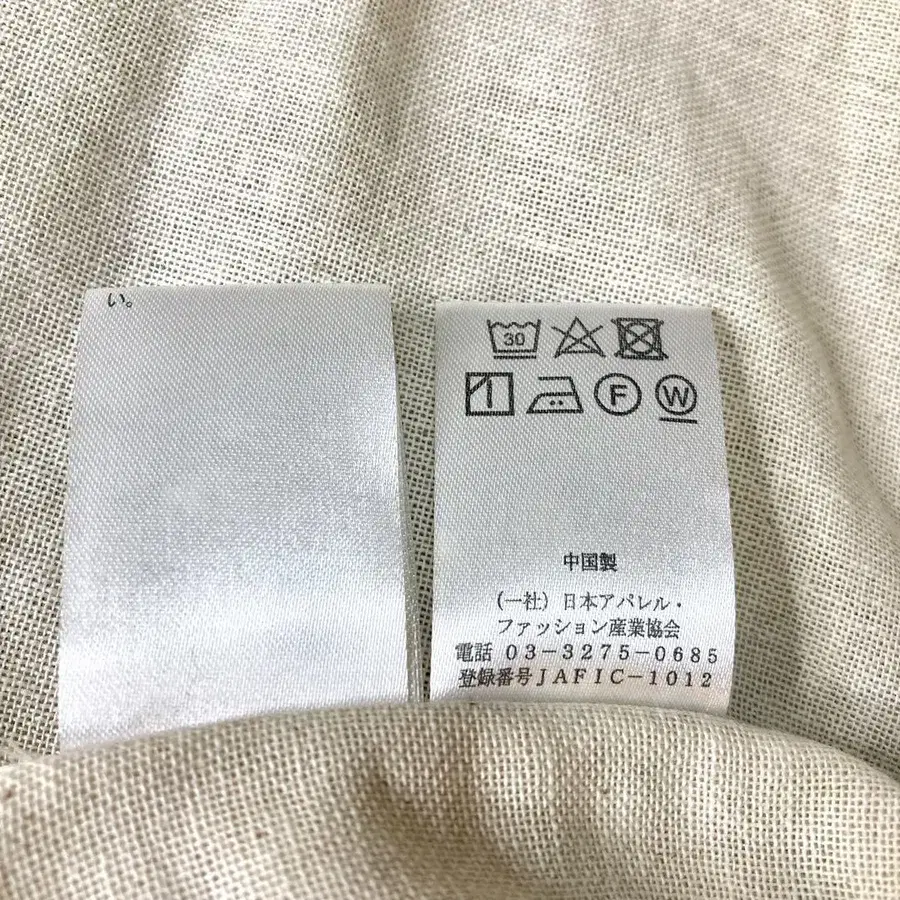 い。
30
F W
中国製
(一社)日本アパレル・
ファッション産業協会
電話 03-3275-0685
登録番号JAFIC-1012